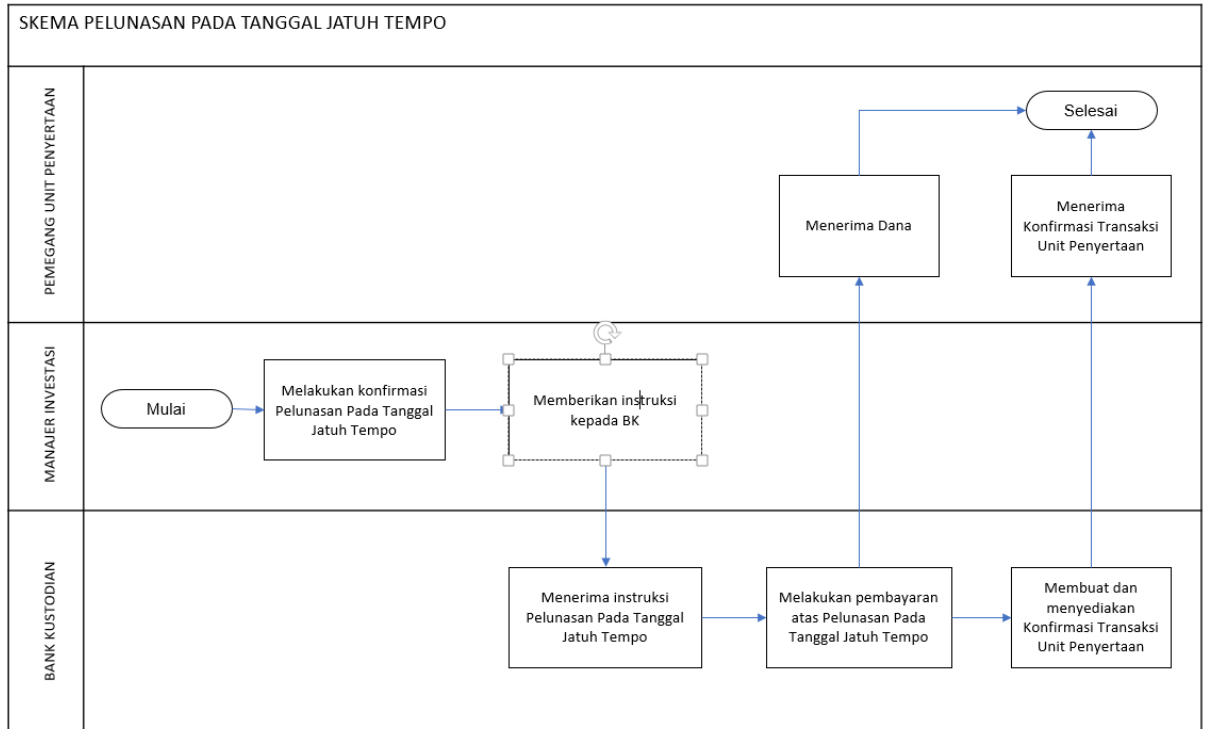 SKEMA PELUNASAN PADA TANGGAL JATUH TEMPO
PEMEGANG UNIT PENYERTAAN
Selesai
Menerima Dana
Menerima
Konfirmasi Transaksi
Unit Penyertaan
MANAJER INVESTASI
Mulai
Melakukan konfirmasi
Pelunasan Pada Tanggal
Jatuh Tempo
Memberikan instruksi
kepada BK
BANK KUSTODIAN
Menerima instruksi
Pelunasan Pada Tanggal
Jatuh Tempo
Melakukan pembayaran
atas Pelunasan Pada
Tanggal Jatuh Tempo
Membuat dan
menyediakan
Konfirmasi Transaksi
Unit Penyertaan